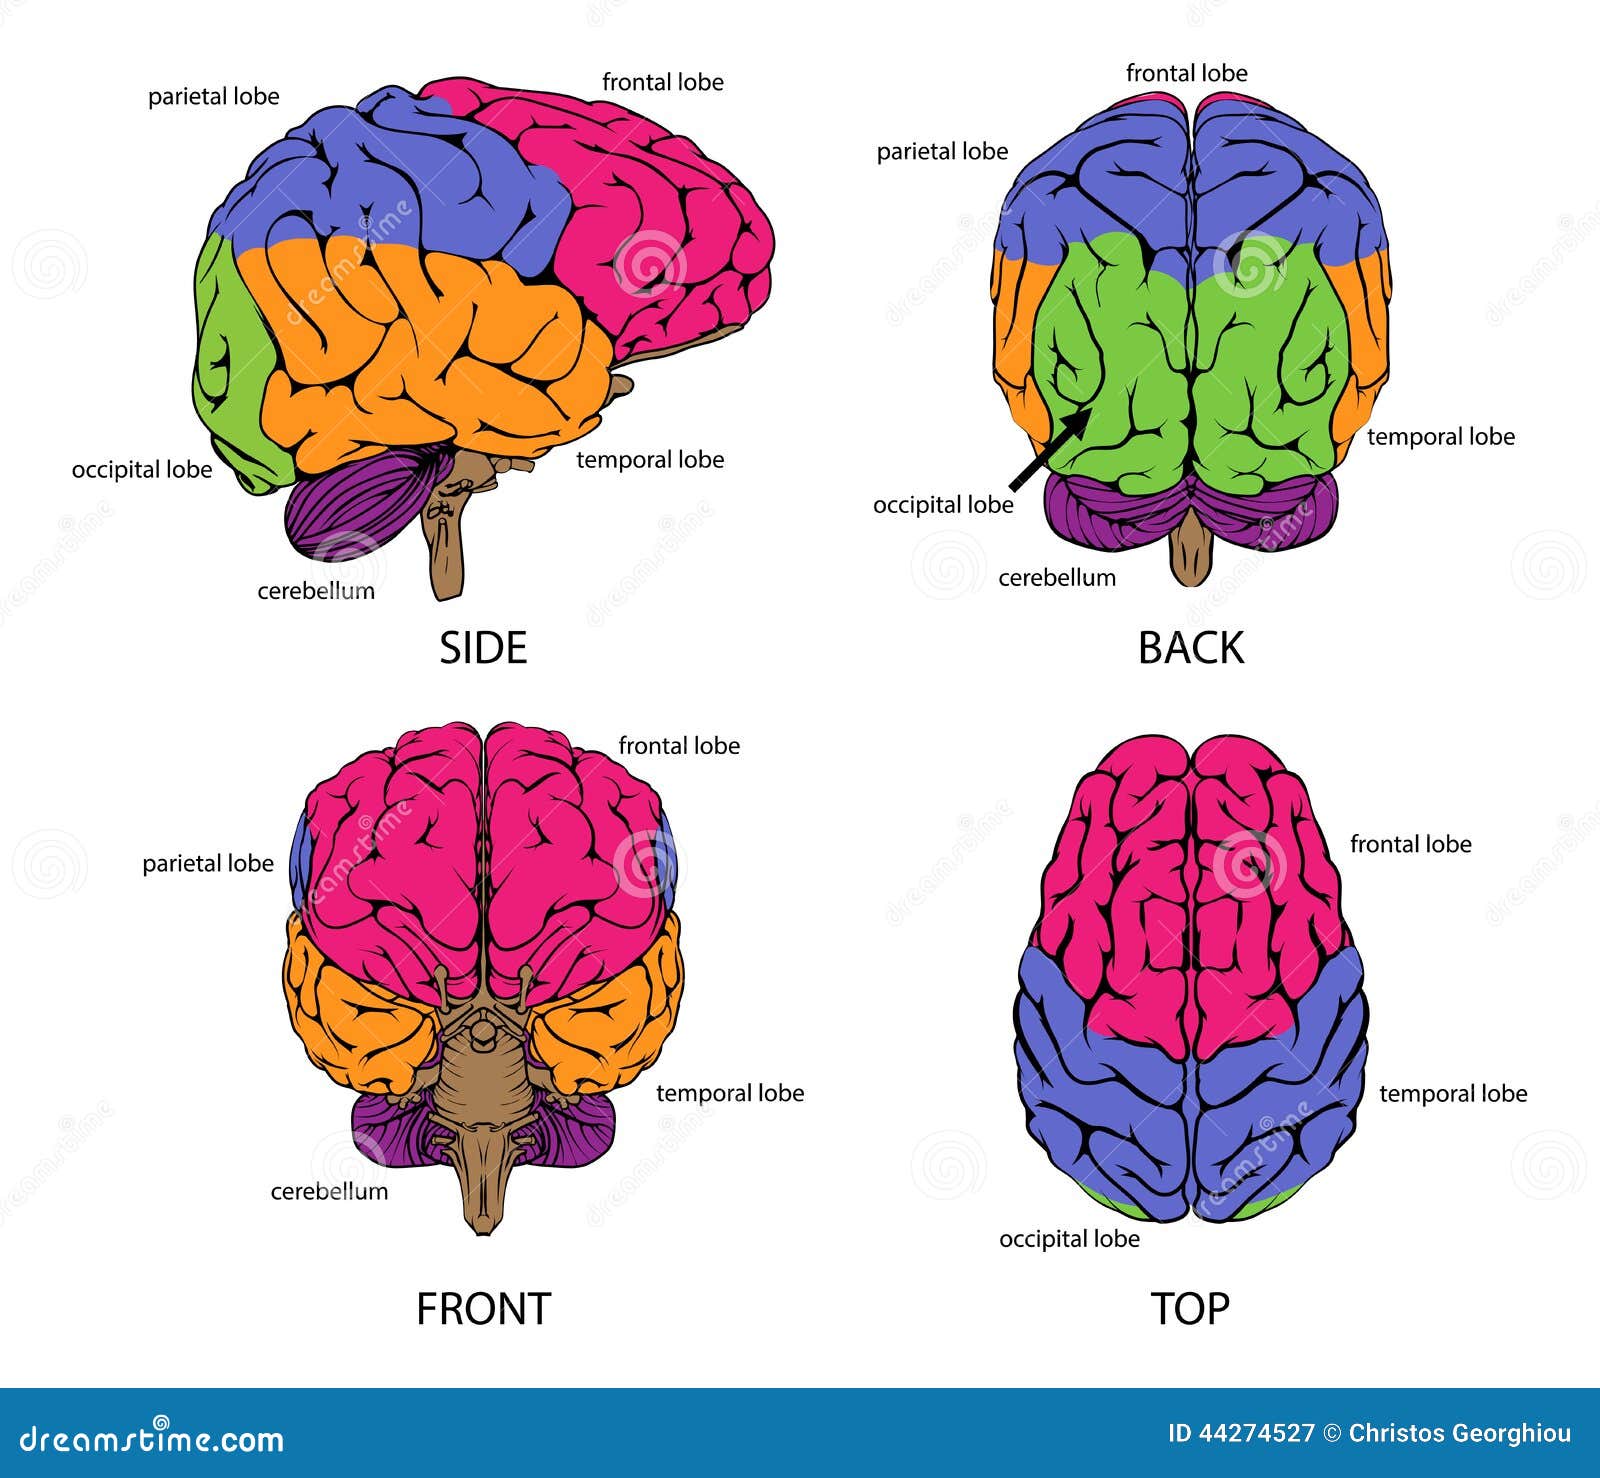 parietal lobe
frontal lobe
occipital lobe
temporal lobe
cerebellum
SIDE
frontal lobe
parietal lobe
temporal lobe
occipital lobe
cerebellum
BACK
frontal lobe
parietal lobe
temporal lobe
cerebellum
FRONT
frontal lobe
temporal lobe
occipital lobe
TOP
dreamstime
dreamstime.com
ID 44274527 © Christos Georghiou